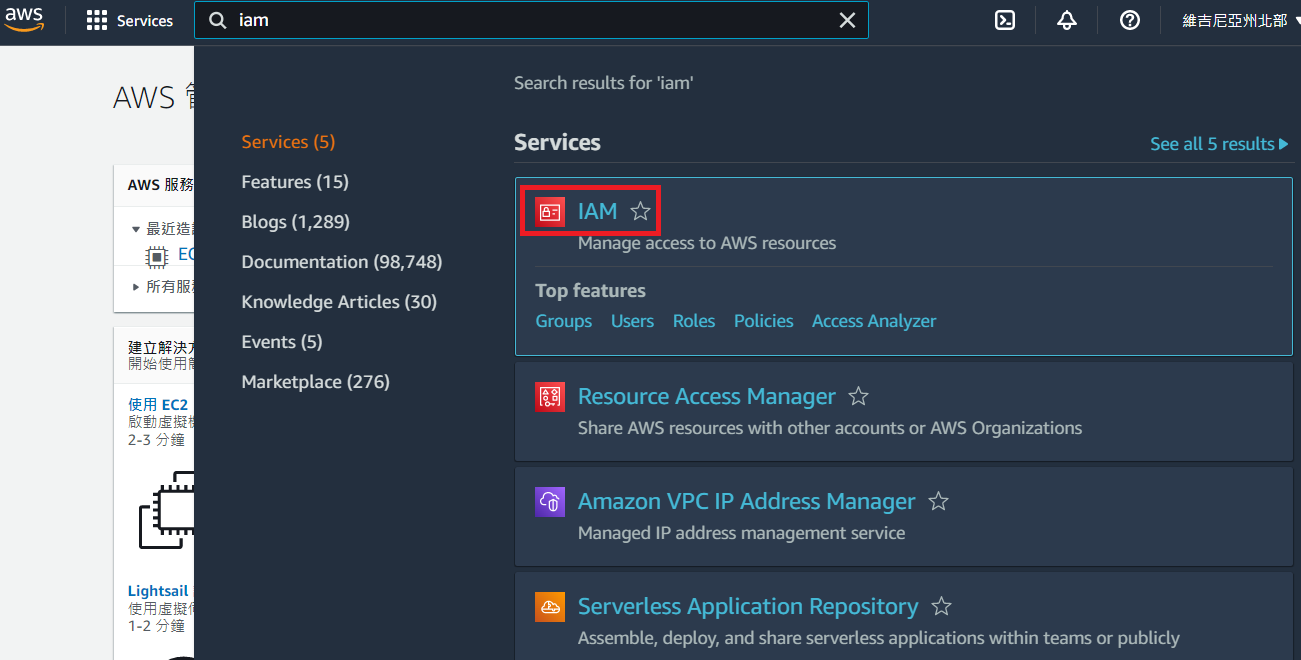 aws
Services
iam
維吉尼亞州北部
AWS
Search results for 'iam'
Services (5)
Features (15)
Blogs (1,289)
Documentation (98,748)
Knowledge Articles (30)
Events (5)
Marketplace (276)
Services
See all 5 results
IAM
Manage access to AWS resources
Top features
Groups Users Roles Policies Access Analyzer
Resource Access Manager
Share AWS resources with other accounts or AWS Organizations
Amazon VPC IP Address Manager
Managed IP address management service
Serverless Application Repository
Assemble, deploy, and share serverless applications within teams or publicly
AWS 服務
最近造
EC
所有服
建立解決
開始使用
使用 EC2
啟動虛擬
2-3 分鐘
Lightsail
使用虛擬
1-2 分鐘